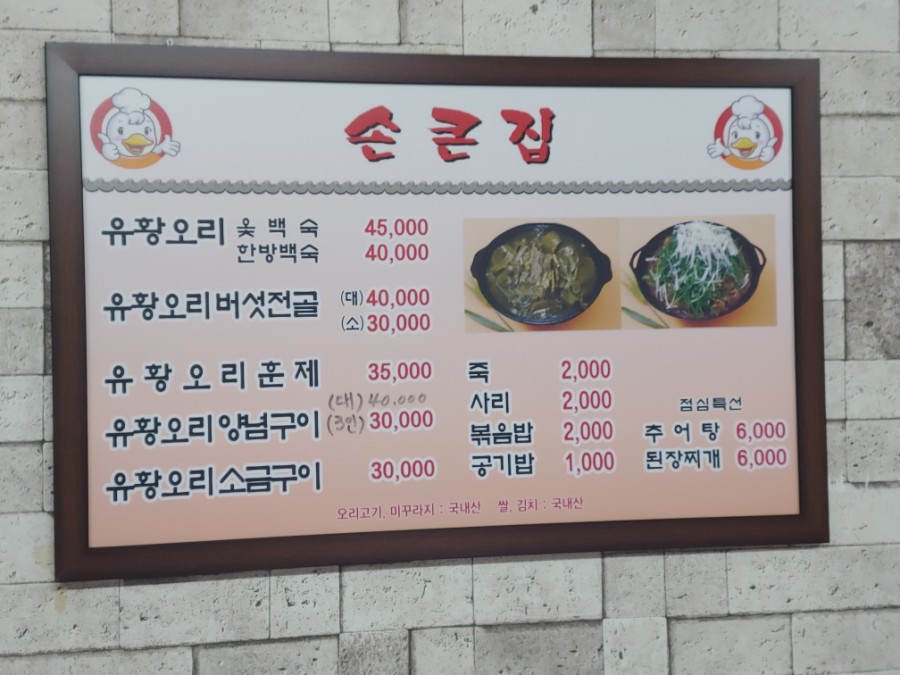 손큰집
유황오리 옻백숙 45,000
한방백숙 40,000
유황오리버섯전골 (대) 40,000
(소) 30,000
유황오리훈제 35,000
(대) 40.000
유황오리양념구이 (3인) 30,000
유황오리소금구이 30,000
죽 2,000
사리 2,000
볶음밥 2,000
공기밥 1,000
점심특선
추어탕 6,000
된장찌개 6,000
오리고기, 미꾸라지 : 국내산 쌀, 김치 : 국내산